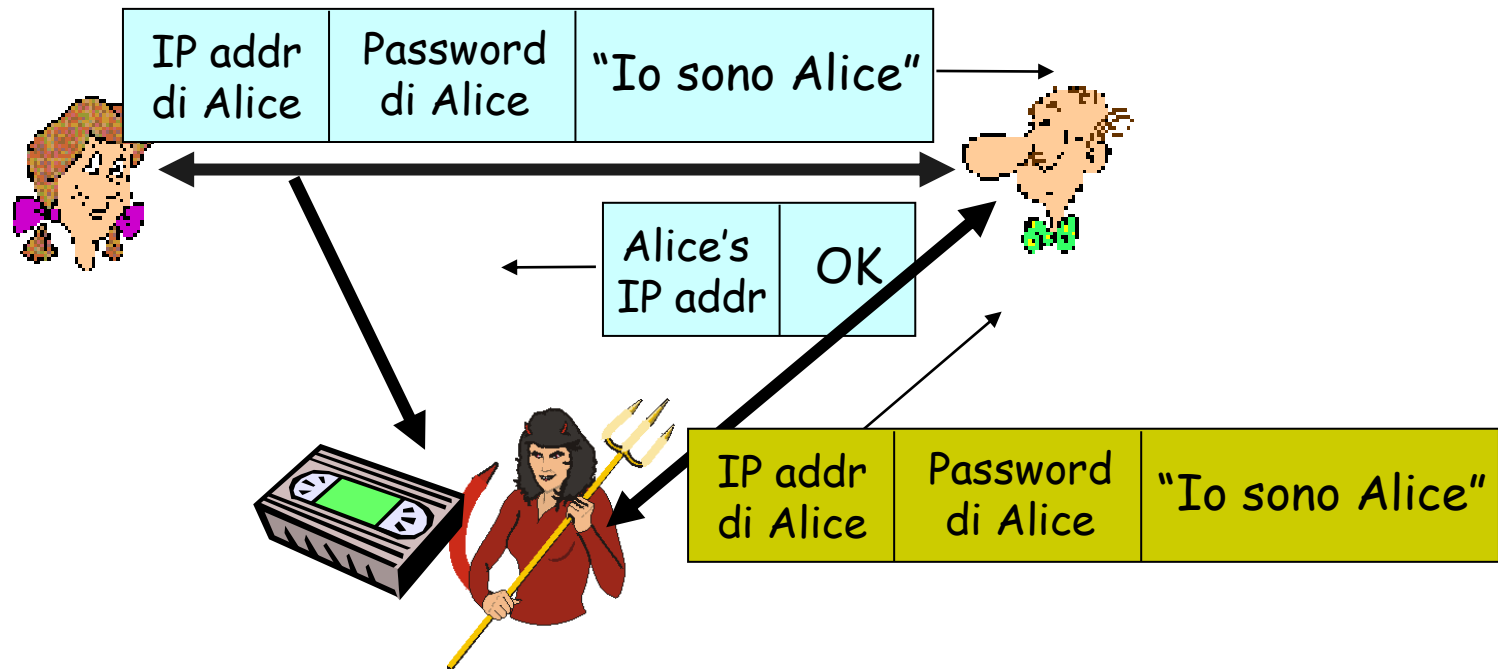 IP addr
di Alice
Password
di Alice
“Io sono Alice”
Alice’s
IP addr
OK
IP addr
di Alice
Password
di Alice
“Io sono Alice”